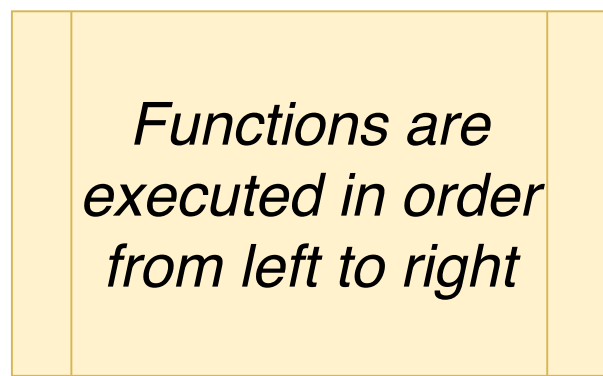 Functions are
executed in order
from left to right